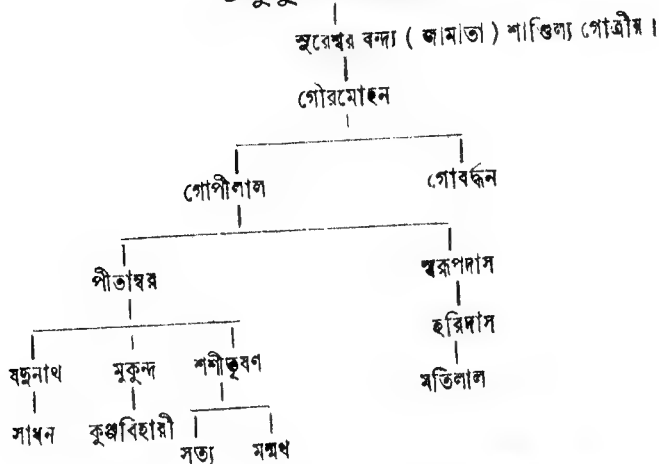 সুরেশ্বর বন্দ্য ( জামাতা ) শাণ্ডিল্য গোত্রীয়।
গৌরমোহন
গোপীলাল গোবর্দ্ধন
পীতাম্বর স্বরূপদাস
হরিদাস
যদুনাথ মুকুন্দ শশীভূষণ মতিলাল
সাধন কুঞ্জবিহারী
সত্য মন্মথ